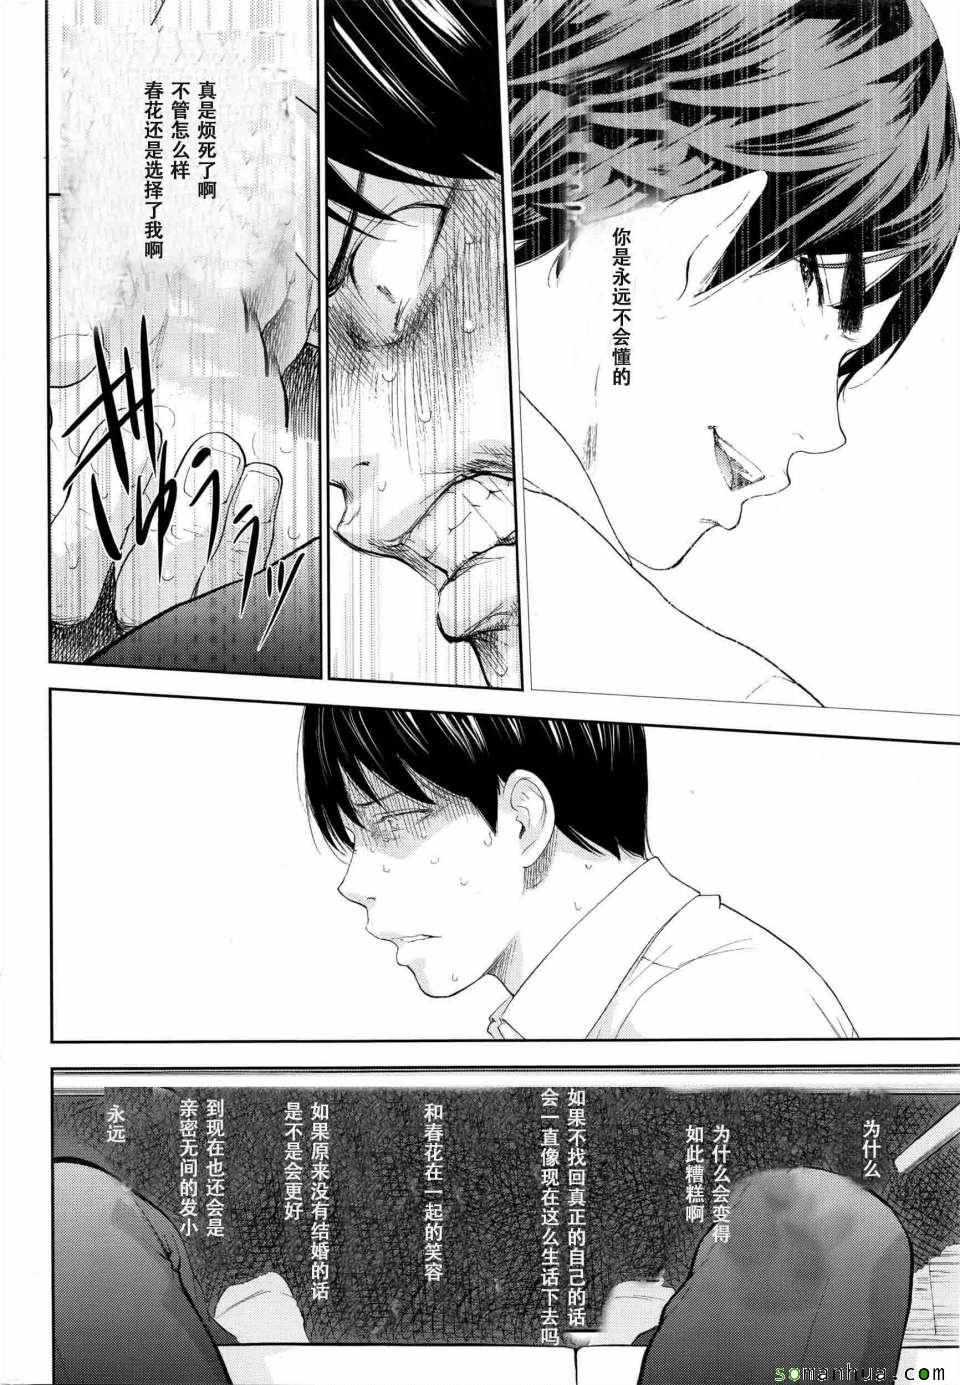 你是永远不会懂的
真是烦死了啊
不管怎么样
春花还是选择了我啊
ぎゅうぅッ
为什么
为什么会变得
如此糟糕啊
如果不找回真正的自己的话
会一直像现在这么生活下去吗
和春花在一起的笑容
如果原来没有结婚的话
是不是会更好
到现在也还会是
亲密无间的发小
永远
somanhua.com